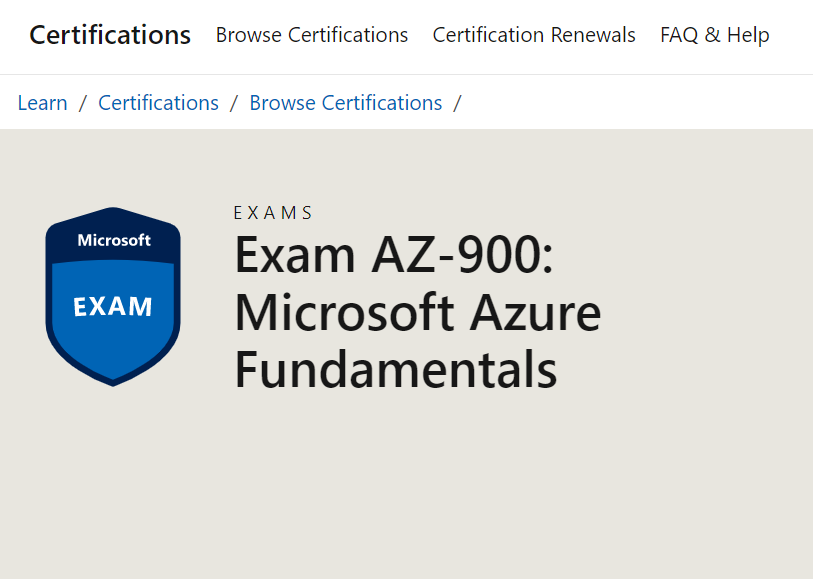 Certifications Browse Certifications Certification Renewals FAQ & Help
Learn / Certifications / Browse Certifications /
Microsoft
EXAM
EXAMS
Exam AZ-900:
Microsoft Azure
Fundamentals